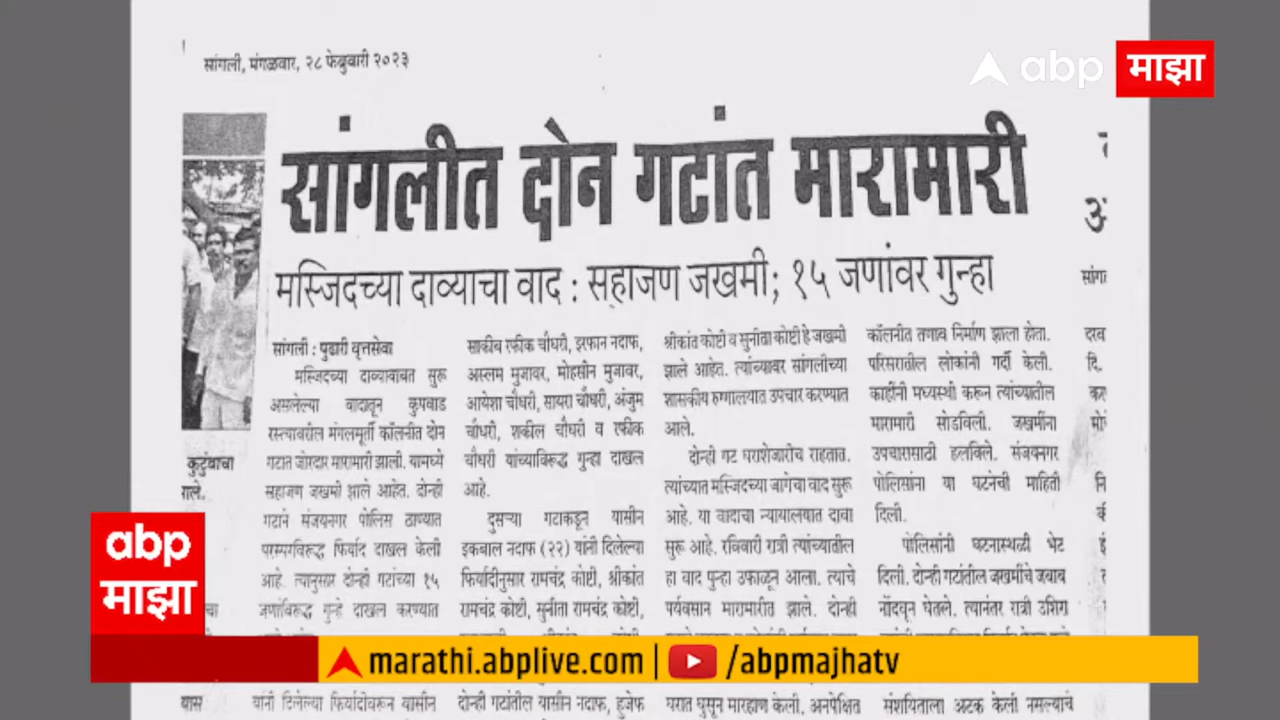 सांगली, मंगळवार, २८ फेब्रुवारी २०२३
abp माझा
सांगलीत दोन गटांत मारामारी
मस्जिदच्या दाव्याचा वाद : सहाजण जखमी; १५ जणांवर गुन्हा
सांगली : पुढारी वृत्तसेवा
मस्जिदच्या दाव्याबाबत सुरू
असलेल्या वादातून कुपवाड
रस्त्यावरील मंगलमूर्ती कॉलनीत दोन
गटात जोरदार मारामारी झाली. यामध्ये
सहाजण जखमी झाले आहेत. दोन्ही
गटाने संजयनगर पोलिस ठाण्यात
परस्परविरुद्ध फिर्याद दाखल केली
आहे. त्यानुसार दोन्ही गटांच्या १५
जणांविरुद्ध गुन्हे दाखल करण्यात
यांनी दिलेल्या फिर्यादीवरून यासीन
साकीब रफीक चौधरी, इरफान नदाफ,
अस्लम मुजावर, मोहसीन मुजावर,
आयेशा चौधरी, सायरा चौधरी, अंजुम
चौधरी, शकील चौधरी व रफीक
चौधरी यांच्याविरूद्ध गुन्हा दाखल
आहे.
दुसऱ्या गटाकडून यासीन
इकबाल नदाफ (२२) यांनी दिलेल्या
फिर्यादीनुसार रामचंद्र कोष्टी, श्रीकांत
रामचंद्र कोष्टी, सुनीता रामचंद्र कोष्टी,
दोन्ही गटांतील यासीन नदाफ, हुजेफ
श्रीकांत कोष्टी व सुनीता कोष्टी हे जखमी
झाले आहेत. त्यांच्यावर सांगलीच्या
शासकीय रुग्णालयात उपचार करण्यात
आले.
दोन्ही गट घराशेजारीच राहतात.
त्यांच्यात मस्जिदच्या जागेचा वाद सुरू
आहे. या वादाचा न्यायालयात दावा
सुरू आहे. रविवारी रात्री त्यांच्यातील
हा वाद पुन्हा उफाळून आला. त्याचे
पर्यवसान मारामारीत झाले. दोन्ही
घरात घुसून मारहाण केली. अनपेक्षित
कॉलनीत तणाव निर्माण झाला होता.
परिसरातील लोकांनी गर्दी केली.
काहींनी मध्यस्थी करून त्यांच्यातील
मारामारी सोडविली. जखमींना
उपचारासाठी हलविले. संजयनगर
पोलिसांना या घटनेची माहिती
दिली.
पोलिसांनी घटनास्थळी भेट
दिली. दोन्ही गटांतील जखमींचे जबाब
नोंदवून घेतले. त्यानंतर रात्री उशिरा
संशयिताला अटक केली नसल्याचे
कुटुंबाचा
abp
माझा
marathi.abplive.com | /abpmajhatv